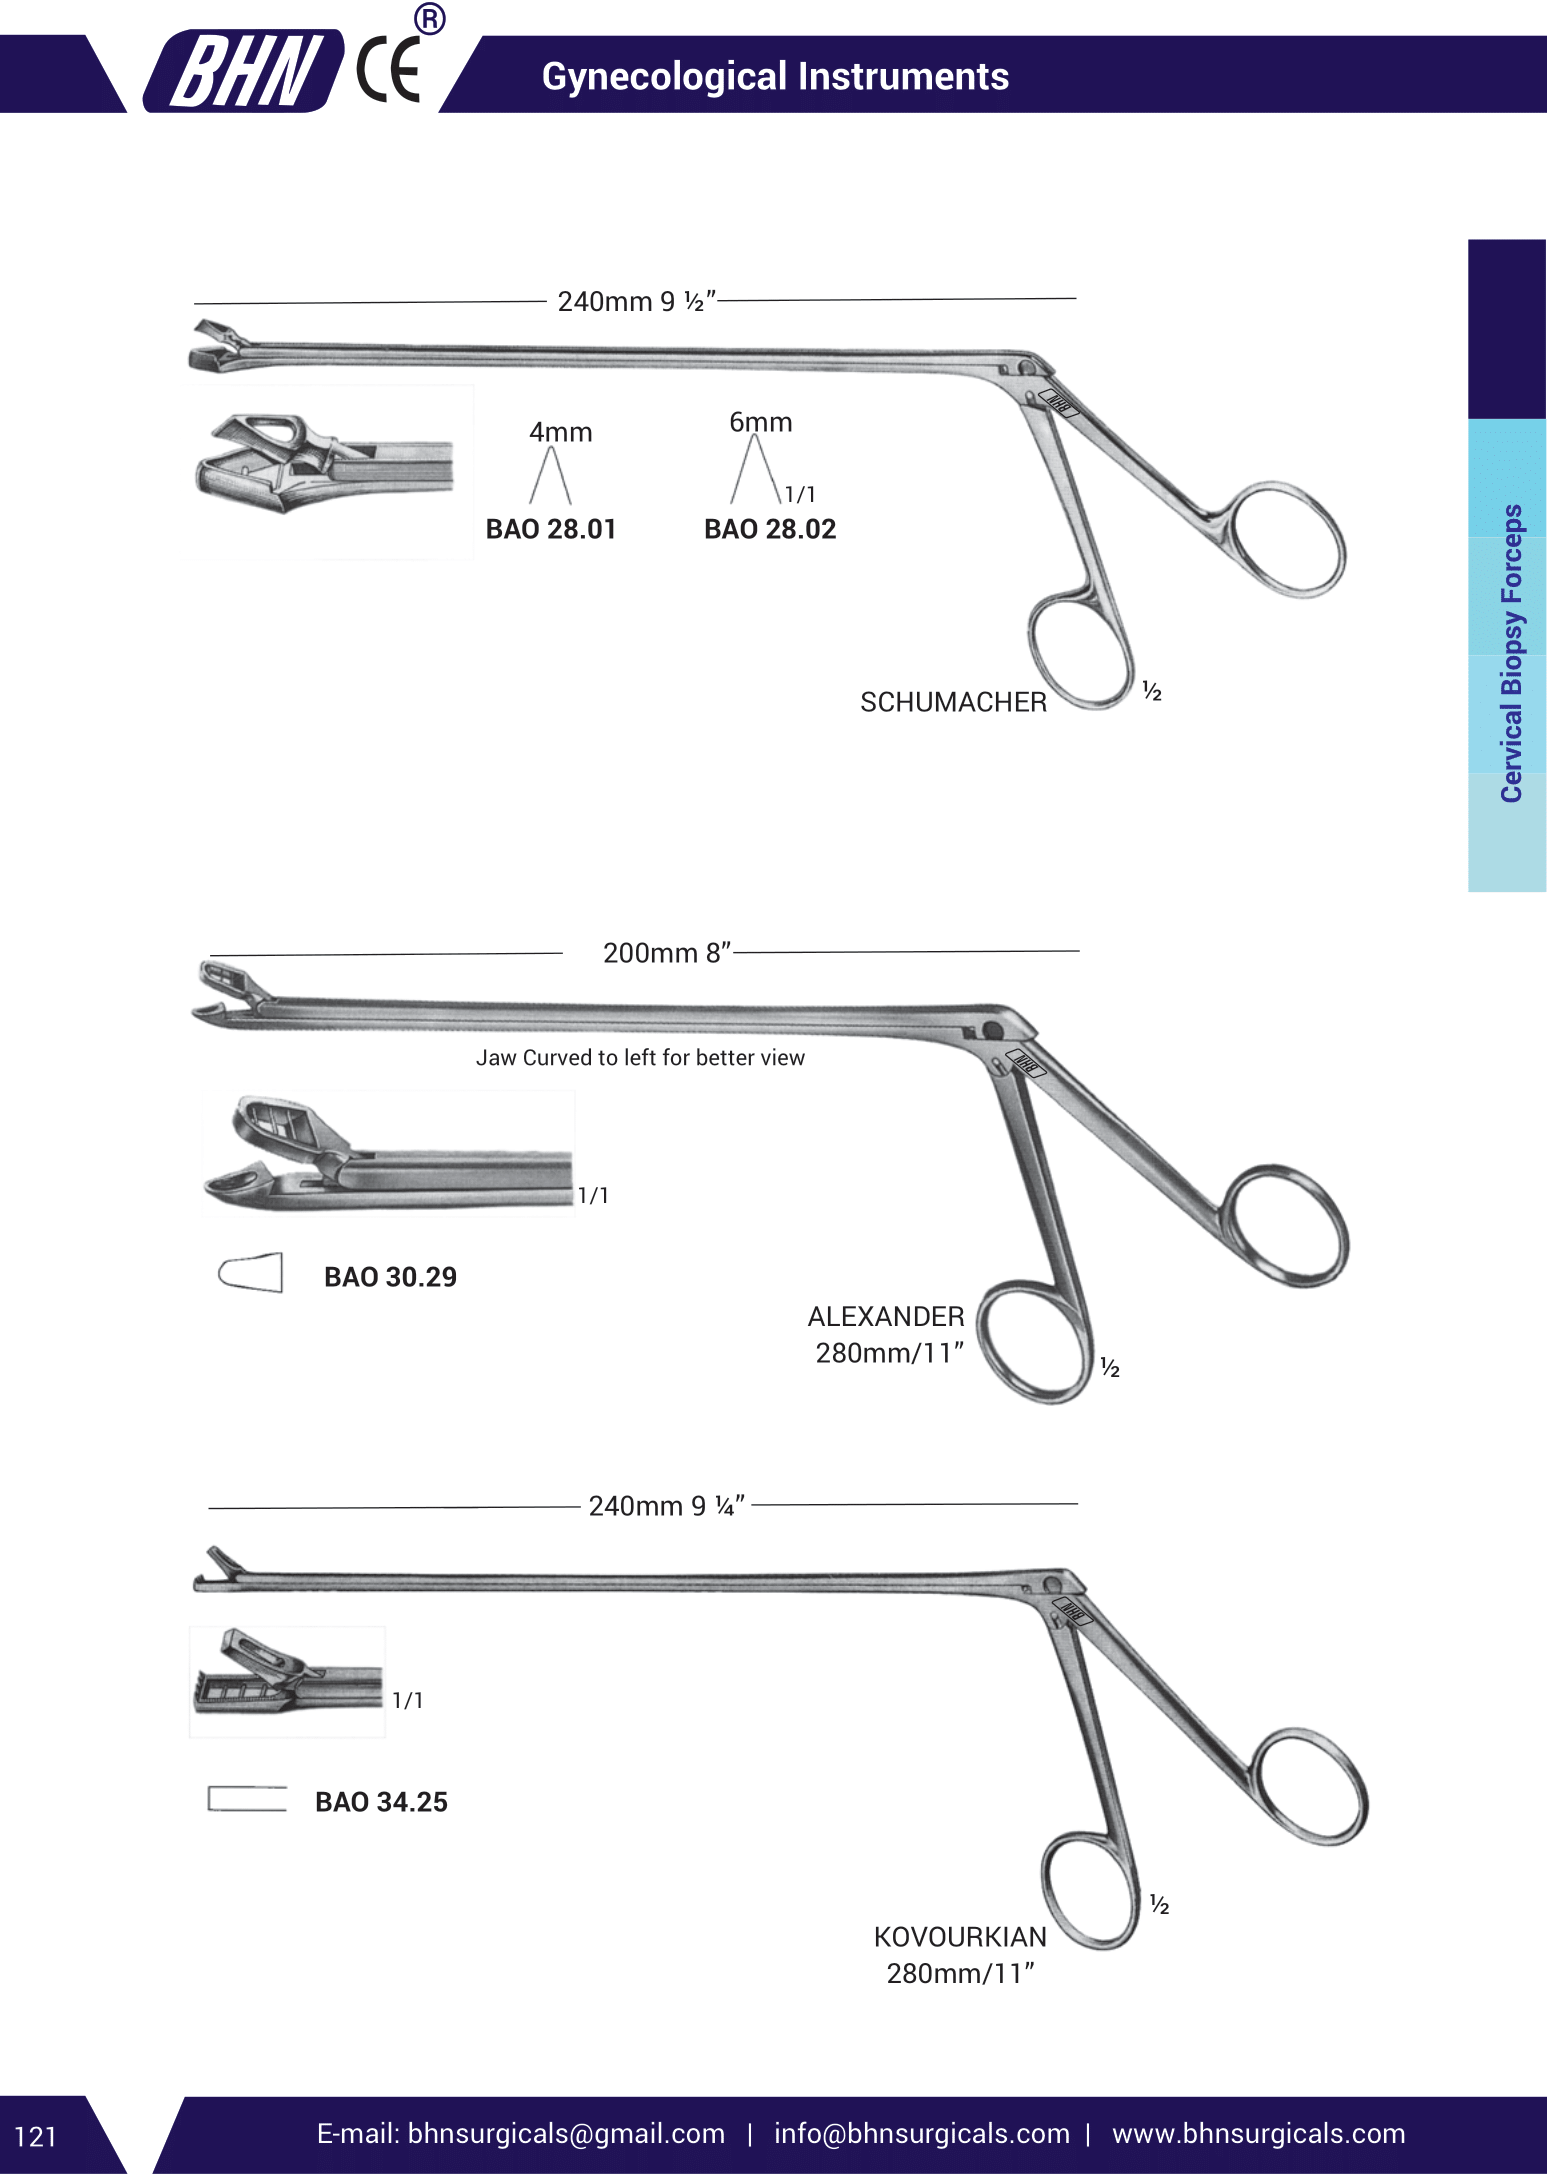 BHN CE ®
Gynecological Instruments
240mm 9 ½”
BHN
4mm
6mm
1/1
BAO 28.01
BAO 28.02
SCHUMACHER
½
Cervical Biopsy Forceps
200mm 8”
BHN
Jaw Curved to left for better view
1/1
BAO 30.29
ALEXANDER
280mm/11”
½
240mm 9 ¼”
BHN
1/1
BAO 34.25
KOVOURKIAN
280mm/11”
½
121
E-mail: bhnsurgicals@gmail.com | info@bhnsurgicals.com | www.bhnsurgicals.com